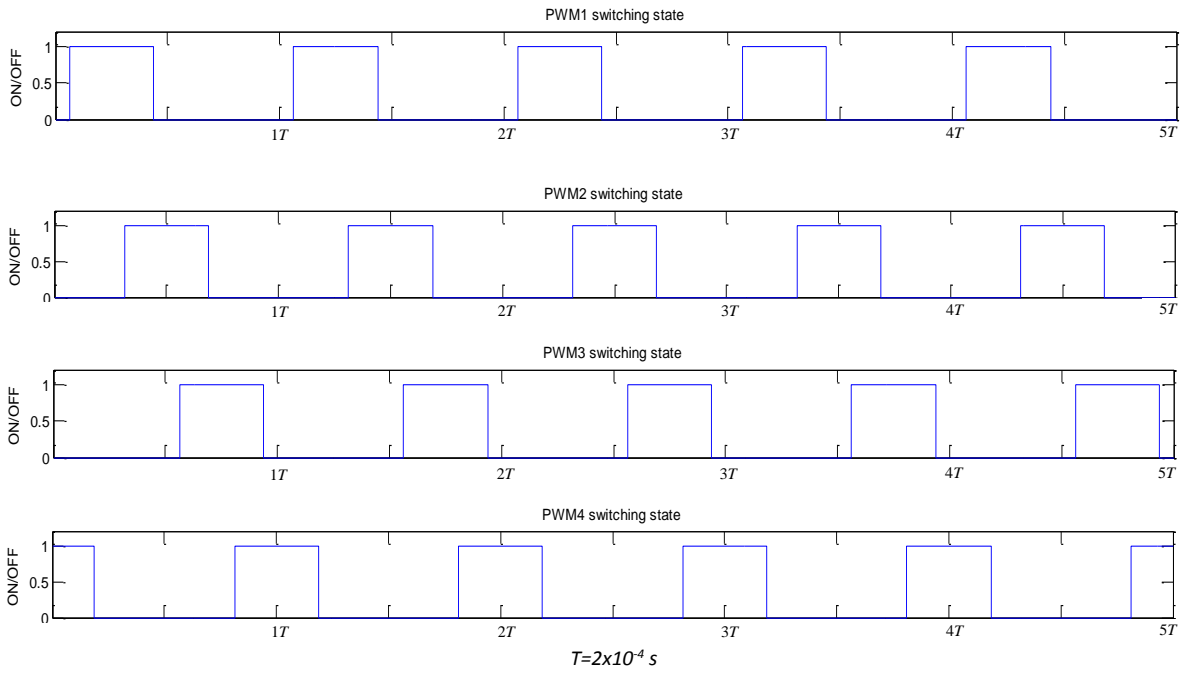 PWM1 switching state
ON/OFF
1
0.5
0
1T 2T 3T 4T 5T
PWM2 switching state
ON/OFF
1
0.5
0
1T 2T 3T 4T 5T
PWM3 switching state
ON/OFF
1
0.5
0
1T 2T 3T 4T 5T
PWM4 switching state
ON/OFF
1
0.5
0
1T 2T 3T 4T 5T
T=2x10⁻⁴ s